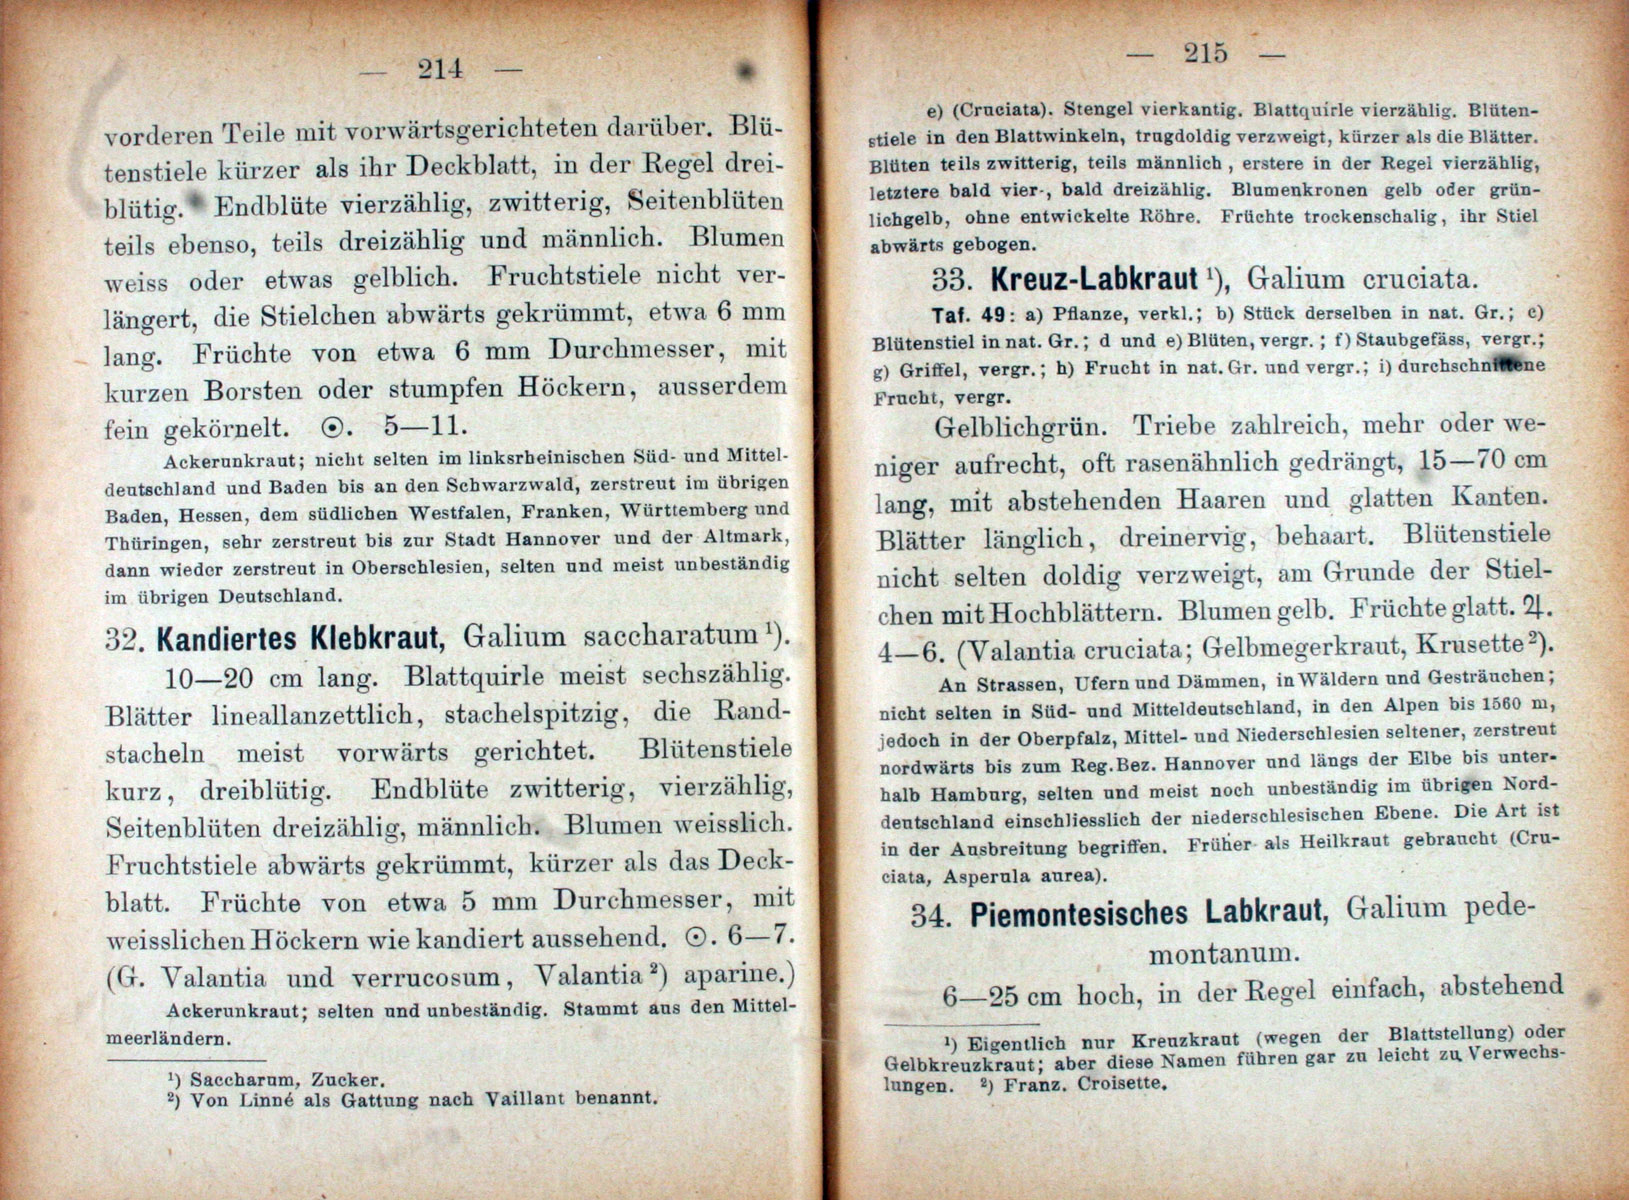 — 214 —
vorderen Teile mit vorwärtsgerichteten darüber. Blü-
tenstiele kürzer als ihr Deckblatt, in der Regel drei-
blütig. Endblüte vierzählig, zwitterig, Seitenblüten
teils ebenso, teils dreizählig und männlich. Blumen
weiss oder etwas gelblich. Fruchtstiele nicht ver-
längert, die Stielchen abwärts gekrümmt, etwa 6 mm
lang. Früchte von etwa 6 mm Durchmesser, mit
kurzen Borsten oder stumpfen Höckern, ausserdem
fein gekörnelt. ⊙. 5—11.
Ackerunkraut; nicht selten im linksrheinischen Süd- und Mittel-
deutschland und Baden bis an den Schwarzwald, zerstreut im übrigen
Baden, Hessen, dem südlichen Westfalen, Franken, Württemberg und
Thüringen, sehr zerstreut bis zur Stadt Hannover und der Altmark,
dann wieder zerstreut in Oberschlesien, selten und meist unbeständig
im übrigen Deutschland.
32. Kandiertes Klebkraut, Galium saccharatum ¹).
10—20 cm lang. Blattquirle meist sechszählig.
Blätter lineallanzettlich, stachelspitzig, die Rand-
stacheln meist vorwärts gerichtet. Blütenstiele
kurz, dreiblütig. Endblüte zwitterig, vierzählig,
Seitenblüten dreizählig, männlich. Blumen weisslich.
Fruchtstiele abwärts gekrümmt, kürzer als das Deck-
blatt. Früchte von etwa 5 mm Durchmesser, mit
weisslichen Höckern wie kandiert aussehend. ⊙. 6—7.
(G. Valantia und verrucosum, Valantia ²) aparine.)
Ackerunkraut; selten und unbeständig. Stammt aus den Mittel-
meerländern.
¹) Saccharum, Zucker.
²) Von Linné als Gattung nach Vaillant benannt.
— 215 —
e) (Cruciata). Stengel vierkantig. Blattquirle vierzählig. Blüten-
stiele in den Blattwinkeln, trugdoldig verzweigt, kürzer als die Blätter.
Blüten teils zwitterig, teils männlich, erstere in der Regel vierzählig,
letztere bald vier-, bald dreizählig. Blumenkronen gelb oder grün-
lichgelb, ohne entwickelte Röhre. Früchte trockenschalig, ihr Stiel
abwärts gebogen.
33. Kreuz-Labkraut ¹), Galium cruciata.
Taf. 49: a) Pflanze, verkl.; b) Stück derselben in nat. Gr.; c)
Blütenstiel in nat. Gr.; d und e) Blüten, vergr.; f) Staubgefäss, vergr.;
g) Griffel, vergr.; h) Frucht in nat. Gr. und vergr.; i) durchschnittene
Frucht, vergr.
Gelblichgrün. Triebe zahlreich, mehr oder we-
niger aufrecht, oft rasenähnlich gedrängt, 15—70 cm
lang, mit abstehenden Haaren und glatten Kanten.
Blätter länglich, dreinervig, behaart. Blütenstiele
nicht selten doldig verzweigt, am Grunde der Stiel-
chen mit Hochblättern. Blumen gelb. Früchte glatt. ♃.
4—6. (Valantia cruciata; Gelbmegerkraut, Krusette ²).
An Strassen, Ufern und Dämmen, in Wäldern und Gesträuchen;
nicht selten in Süd- und Mitteldeutschland, in den Alpen bis 1560 m,
jedoch in der Oberpfalz, Mittel- und Niederschlesien seltener, zerstreut
nordwärts bis zum Reg.Bez. Hannover und längs der Elbe bis unter-
halb Hamburg, selten und meist noch unbeständig im übrigen Nord-
deutschland einschliesslich der niederschlesischen Ebene. Die Art ist
in der Ausbreitung begriffen. Früher als Heilkraut gebraucht (Cru-
ciata, Asperula aurea).
34. Piemontesisches Labkraut, Galium pede-
montanum.
6—25 cm hoch, in der Regel einfach, abstehend
¹) Eigentlich nur Kreuzkraut (wegen der Blattstellung) oder
Gelbkreuzkraut; aber diese Namen führen gar zu leicht zu Verwechs-
lungen. ²) Franz. Croisette.